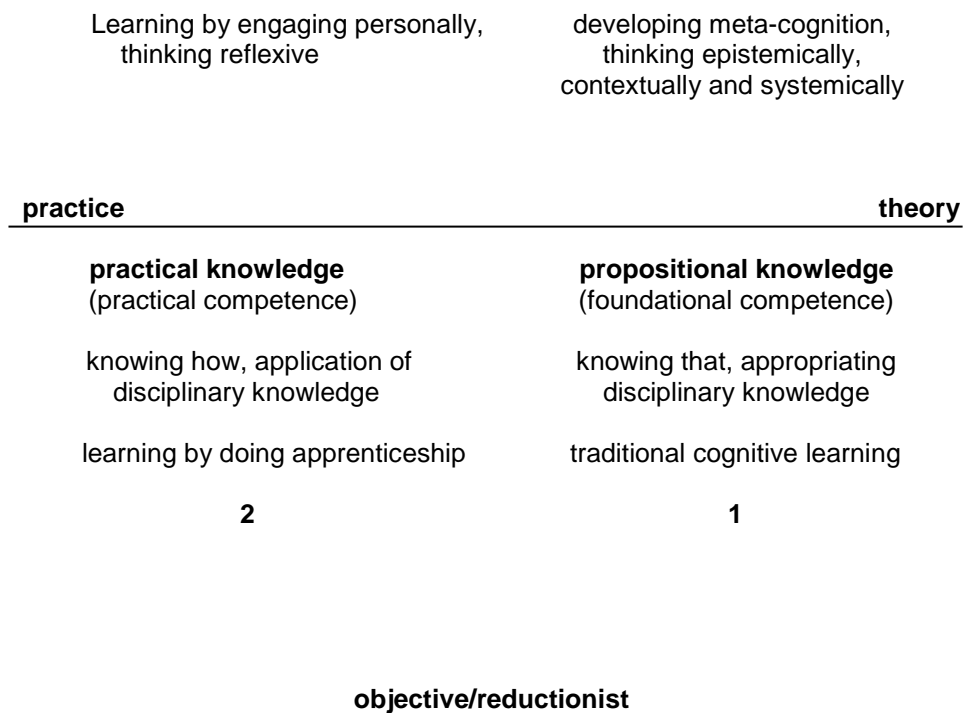 Learning by engaging personally,
thinking reflexive
developing meta-cognition,
thinking epistemically,
contextually and systemically
practice
theory
practical knowledge
(practical competence)
knowing how, application of
disciplinary knowledge
learning by doing apprenticeship
2
propositional knowledge
(foundational competence)
knowing that, appropriating
disciplinary knowledge
traditional cognitive learning
1
objective/reductionist